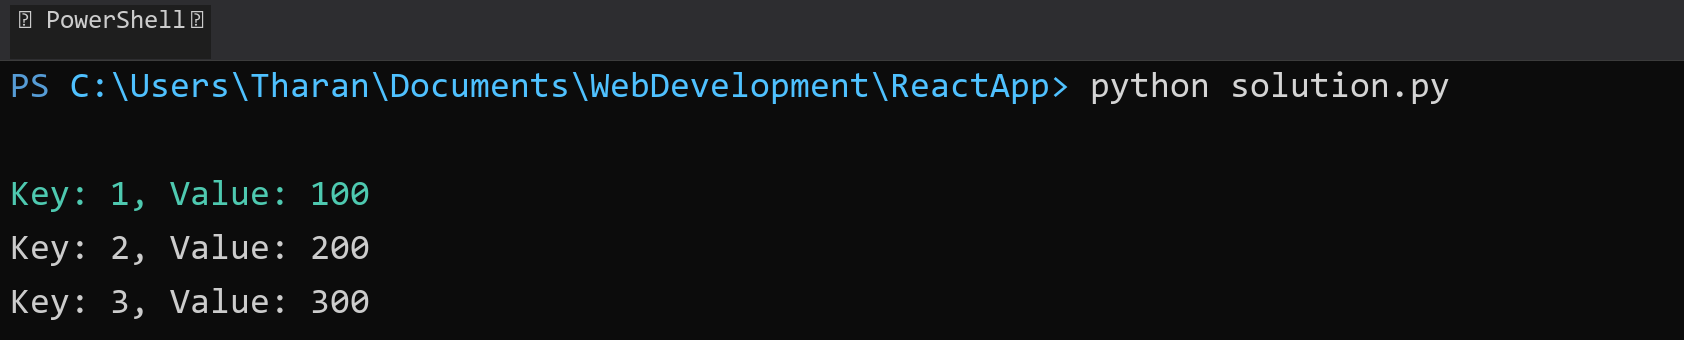 PowerShell
PS C:\Users\Tharan\Documents\WebDevelopment\ReactApp> python solution.py
Key: 1, Value: 100
Key: 2, Value: 200
Key: 3, Value: 300